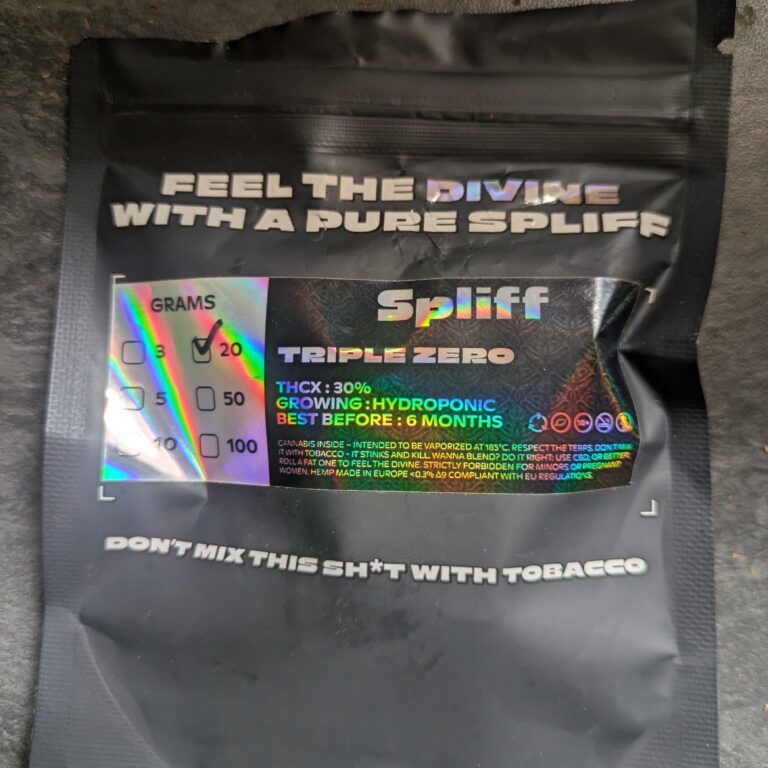 FEEL THE DIVINE
WITH A PURE SPLIFF
GRAMS
3
20
5
50
10
100
Spliff
TRIPLE ZERO
THCX : 30%
GROWING : HYDROPONIC
BEST BEFORE : 6 MONTHS
CANNABIS INSIDE – INTENDED TO BE VAPORIZED AT 185°C. RESPECT THE TERPS, DON'T MIX
IT WITH TOBACCO - IT STINKS AND KILL. WANNA BLEND? DO IT RIGHT: USE CBD, OR BETTER,
ROLL A FAT ONE TO FEEL THE DIVINE. STRICTLY FORBIDDEN FOR MINORS OR PREGNANT
WOMEN. HEMP MADE IN EUROPE <0.3% Δ9 COMPLIANT WITH EU REGULATIONS.
DON'T MIX THIS SH*T WITH TOBACCO